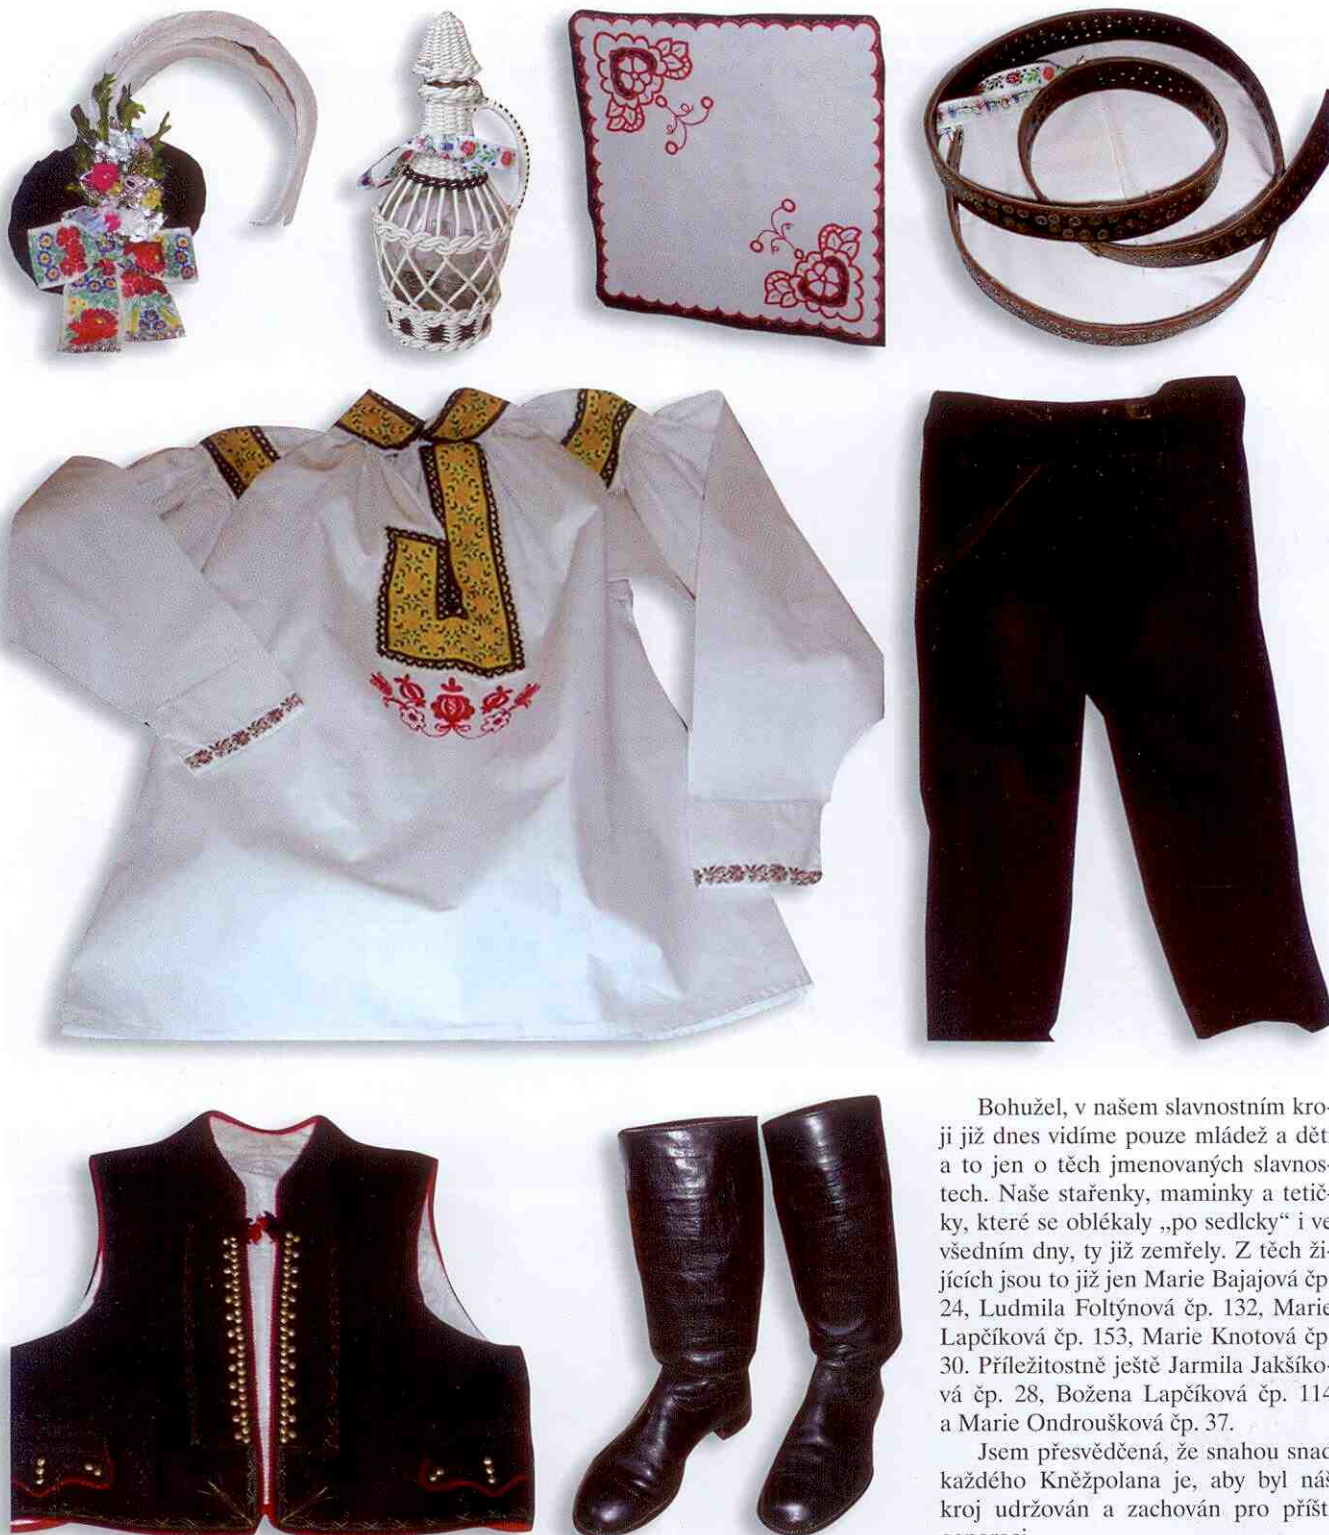 Bohužel, v našem slavnostním kro-
ji již dnes vidíme pouze mládež a dět
a to jen o těch jmenovaných slavnos-
tech. Naše stařenky, maminky a tetič-
ky, které se oblékaly „po sedlcky“ i ve
všedním dny, ty již zemřely. Z těch ži-
jících jsou to již jen Marie Bajajová čp
24, Ludmila Foltýnová čp. 132, Marie
Lapčíková čp. 153, Marie Knotová čp
30. Příležitostně ještě Jarmila Jakšíko-
vá čp. 28, Božena Lapčíková čp. 114
a Marie Ondroušková čp. 37.
Jsem přesvědčená, že snahou snad
každého Kněžpolana je, aby byl náš
kroj udržován a zachován pro příšt